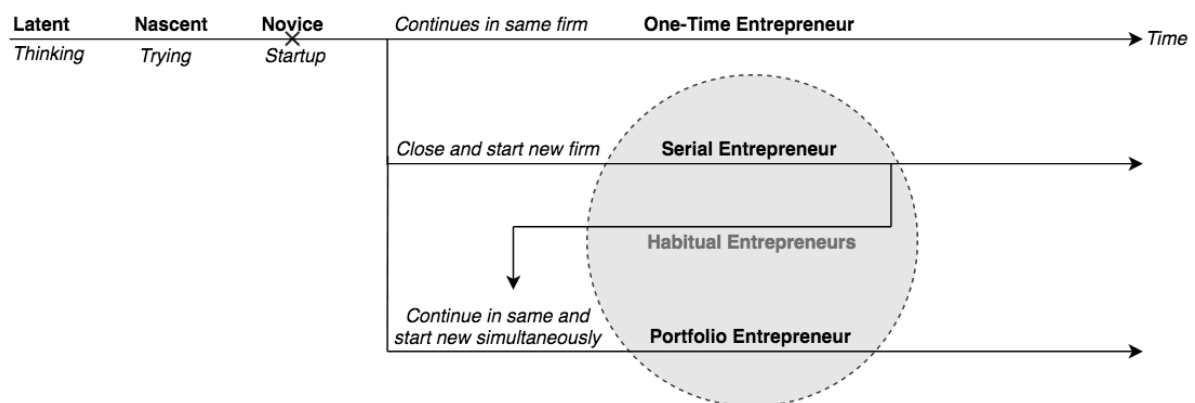 Latent Nascent Novice Continues in same firm One-Time Entrepreneur
Time
Thinking Trying Startup
Close and start new firm Serial Entrepreneur
Habitual Entrepreneurs
Continue in same and
start new simultaneously Portfolio Entrepreneur